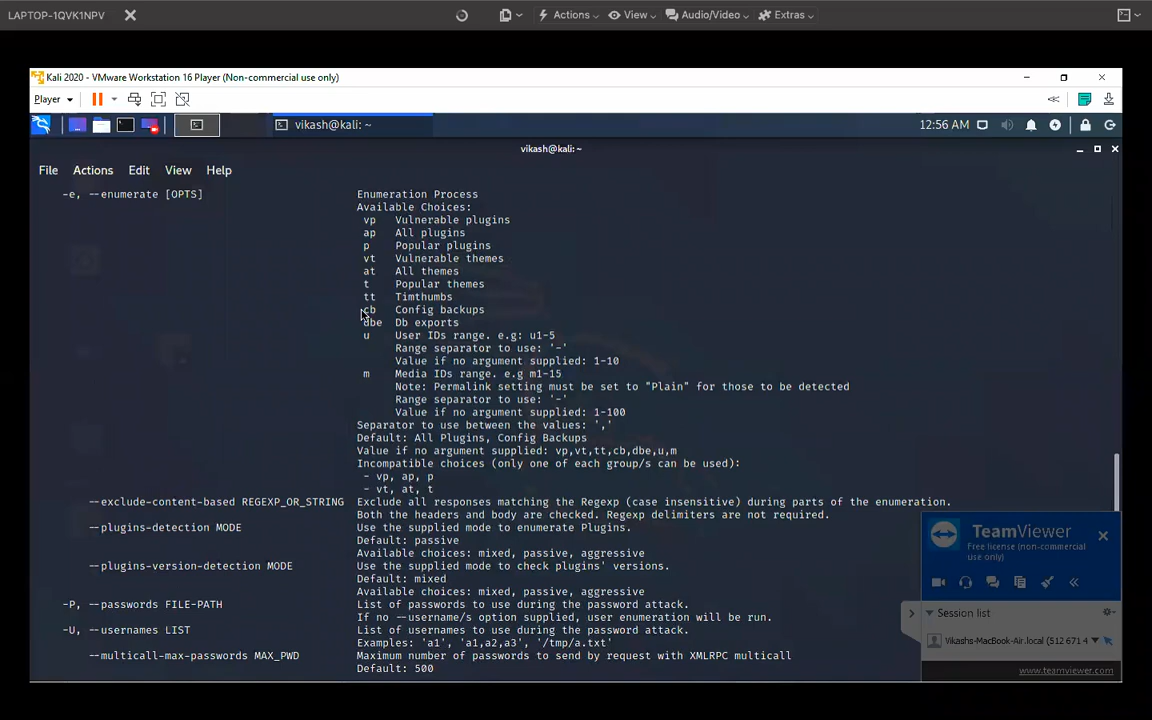 LAPTOP-1QVK1NPV
Actions View Audio/Video Extras
Kali 2020 - VMware Workstation 16 Player (Non-commercial use only)
Player
vikash@kali: ~ 12:56 AM
vikash@kali: ~
File Actions Edit View Help
-e, --enumerate [OPTS] Enumeration Process
Available Choices:
vp Vulnerable plugins
ap All plugins
p Popular plugins
vt Vulnerable themes
at All themes
t Popular themes
tt Timthumbs
cb Config backups
dbe Db exports
u User IDs range. e.g: u1-5
Range separator to use: '-'
Value if no argument supplied: 1-10
m Media IDs range. e.g m1-15
Note: Permalink setting must be set to "Plain" for those to be detected
Range separator to use: '-'
Value if no argument supplied: 1-100
Separator to use between the values: ','
Default: All Plugins, Config Backups
Value if no argument supplied: vp,vt,tt,cb,dbe,u,m
Incompatible choices (only one of each group/s can be used):
- vp, ap, p
- vt, at, t
--exclude-content-based REGEXP_OR_STRING Exclude all responses matching the Regexp (case insensitive) during parts of the enumeration.
Both the headers and body are checked. Regexp delimiters are not required.
--plugins-detection MODE Use the supplied mode to enumerate Plugins.
Default: passive
Available choices: mixed, passive, aggressive
--plugins-version-detection MODE Use the supplied mode to check plugins' versions.
Default: mixed
Available choices: mixed, passive, aggressive
-P, --passwords FILE-PATH List of passwords to use during the password attack.
If no --username/s option supplied, user enumeration will be run.
-U, --usernames LIST List of usernames to use during the password attack.
Examples: 'a1', 'a1,a2,a3', '/tmp/a.txt'
--multicall-max-passwords MAX_PWD Maximum number of passwords to send by request with XMLRPC multicall
Default: 500
TeamViewer
Free license (non-commercial
use only)
Session list
Vikashs-MacBook-Air.local (512 671 4
www.teamviewer.com